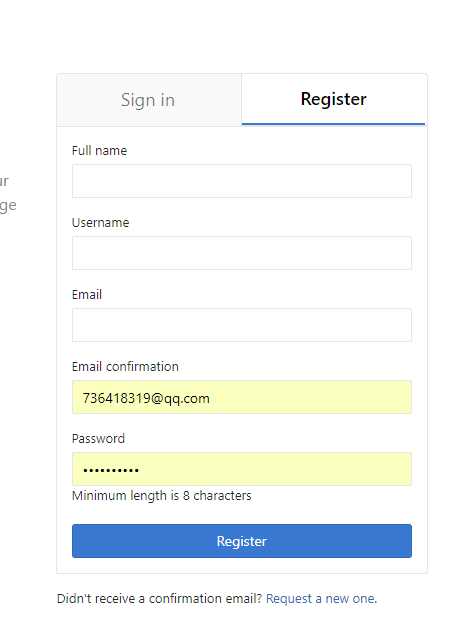 Sign in
Register
ur
ge
Full name
Username
Email
Email confirmation
736418319@qq.com
Password
••••••••••
Minimum length is 8 characters
Register
Didn't receive a confirmation email? Request a new one.